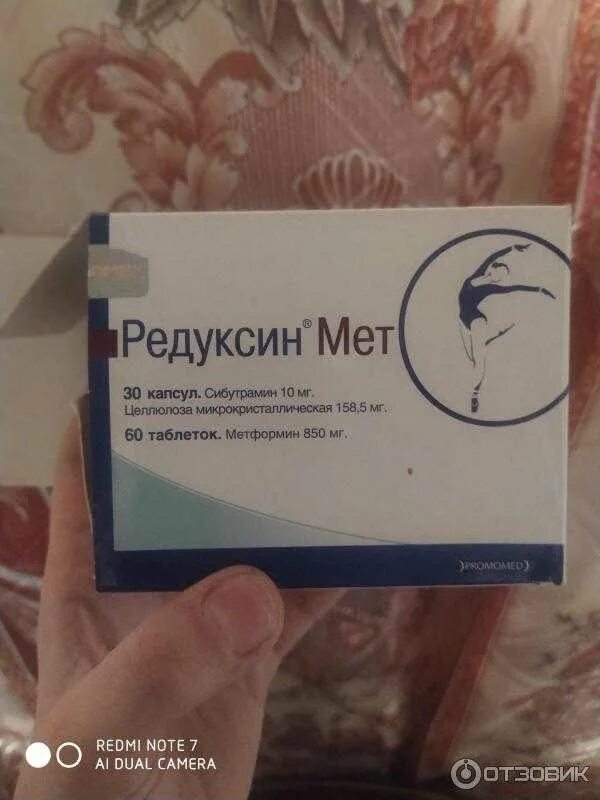 Редуксин® Мет
30 капсул. Сибутрамин 10 мг.
Целлюлоза микрокристаллическая 158,5 мг.
60 таблеток. Метформин 850 мг.
PROMOMED
REDMI NOTE 7
AI DUAL CAMERA
ОТЗОВИК